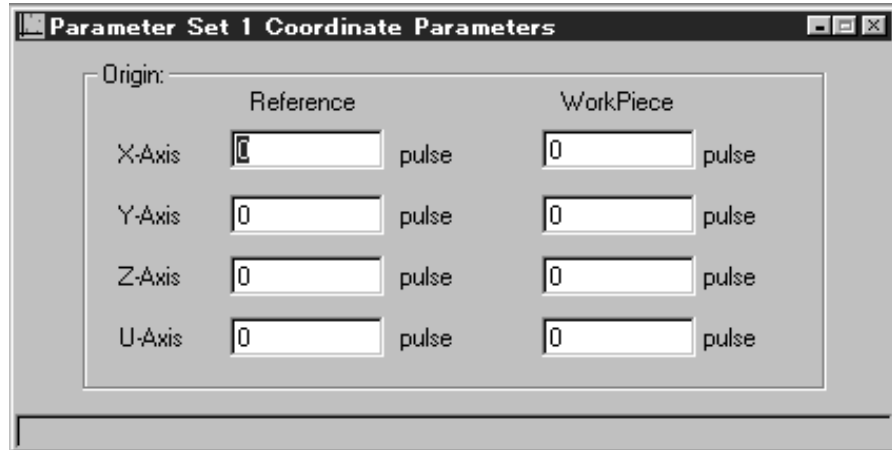 Parameter Set 1 Coordinate Parameters
Origin:
Reference WorkPiece
X-Axis 0 pulse 0 pulse
Y-Axis 0 pulse 0 pulse
Z-Axis 0 pulse 0 pulse
U-Axis 0 pulse 0 pulse